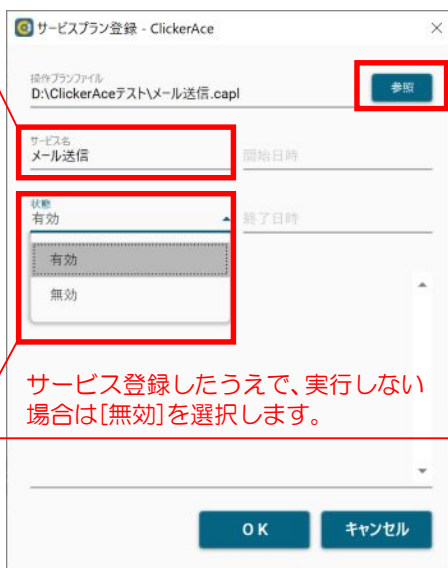 サービスプラン登録 - ClickerAce
操作プランファイル
D:\ClickerAceテスト\メール送信.capl
参照
サービス名
メール送信
開始日時
状態
有効
終了日時
有効
無効
サービス登録したうえで、実行しない
場合は[無効]を選択します。
OK
キャンセル